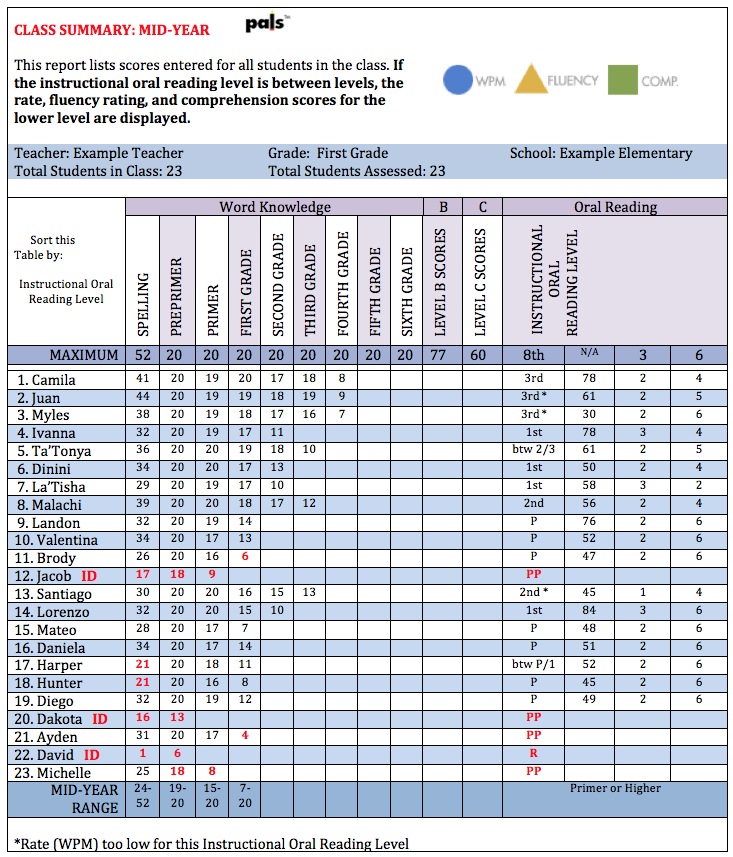 CLASS SUMMARY: MID-YEAR
pals™
This report lists scores entered for all students in the class. If
the instructional oral reading level is between levels, the
rate, fluency rating, and comprehension scores for the
lower level are displayed.
WPM FLUENCY COMP.
Teacher: Example Teacher Grade: First Grade School: Example Elementary
Total Students in Class: 23 Total Students Assessed: 23
Word Knowledge B C Oral Reading
Sort this
Table by:
Instructional Oral
Reading Level
SPELLING
PREPRIMER
PRIMER
FIRST GRADE
SECOND GRADE
THIRD GRADE
FOURTH GRADE
FIFTH GRADE
SIXTH GRADE
LEVEL B SCORES
LEVEL C SCORES
INSTRUCTIONAL
ORAL
READING LEVEL
MAXIMUM 52 20 20 20 20 20 20 20 20 77 60 8th N/A 3 6
1. Camila 41 20 19 20 17 18 8 3rd 78 2 4
2. Juan 44 20 19 19 18 19 9 3rd* 61 2 5
3. Myles 38 20 19 18 17 16 7 3rd* 30 2 6
4. Ivanna 32 20 19 17 11 1st 78 3 4
5. Ta'Tonya 36 20 20 19 18 10 btw 2/3 61 2 5
6. Dinini 34 20 20 17 13 1st 50 2 4
7. La'Tisha 29 20 19 17 10 1st 58 3 2
8. Malachi 39 20 20 18 17 12 2nd 56 2 4
9. Landon 32 20 19 14 P 76 2 6
10. Valentina 34 20 17 13 P 52 2 6
11. Brody 26 20 16 6 P 47 2 6
12. Jacob ID 17 18 9 PP
13. Santiago 30 20 20 16 15 13 2nd * 45 1 4
14. Lorenzo 32 20 20 15 10 1st 84 3 6
15. Mateo 28 20 17 7 P 48 2 6
16. Daniela 34 20 17 14 P 51 2 6
17. Harper 21 20 18 11 btw P/1 52 2 6
18. Hunter 21 20 16 8 P 45 2 6
19. Diego 32 20 19 12 P 49 2 6
20. Dakota ID 16 13 PP
21. Ayden 31 20 17 4 PP
22. David ID 1 6 R
23. Michelle 25 18 8 PP
MID-YEAR 24- 19- 15- 7- Primer or Higher
RANGE 52 20 20 20
*Rate (WPM) too low for this Instructional Oral Reading Level